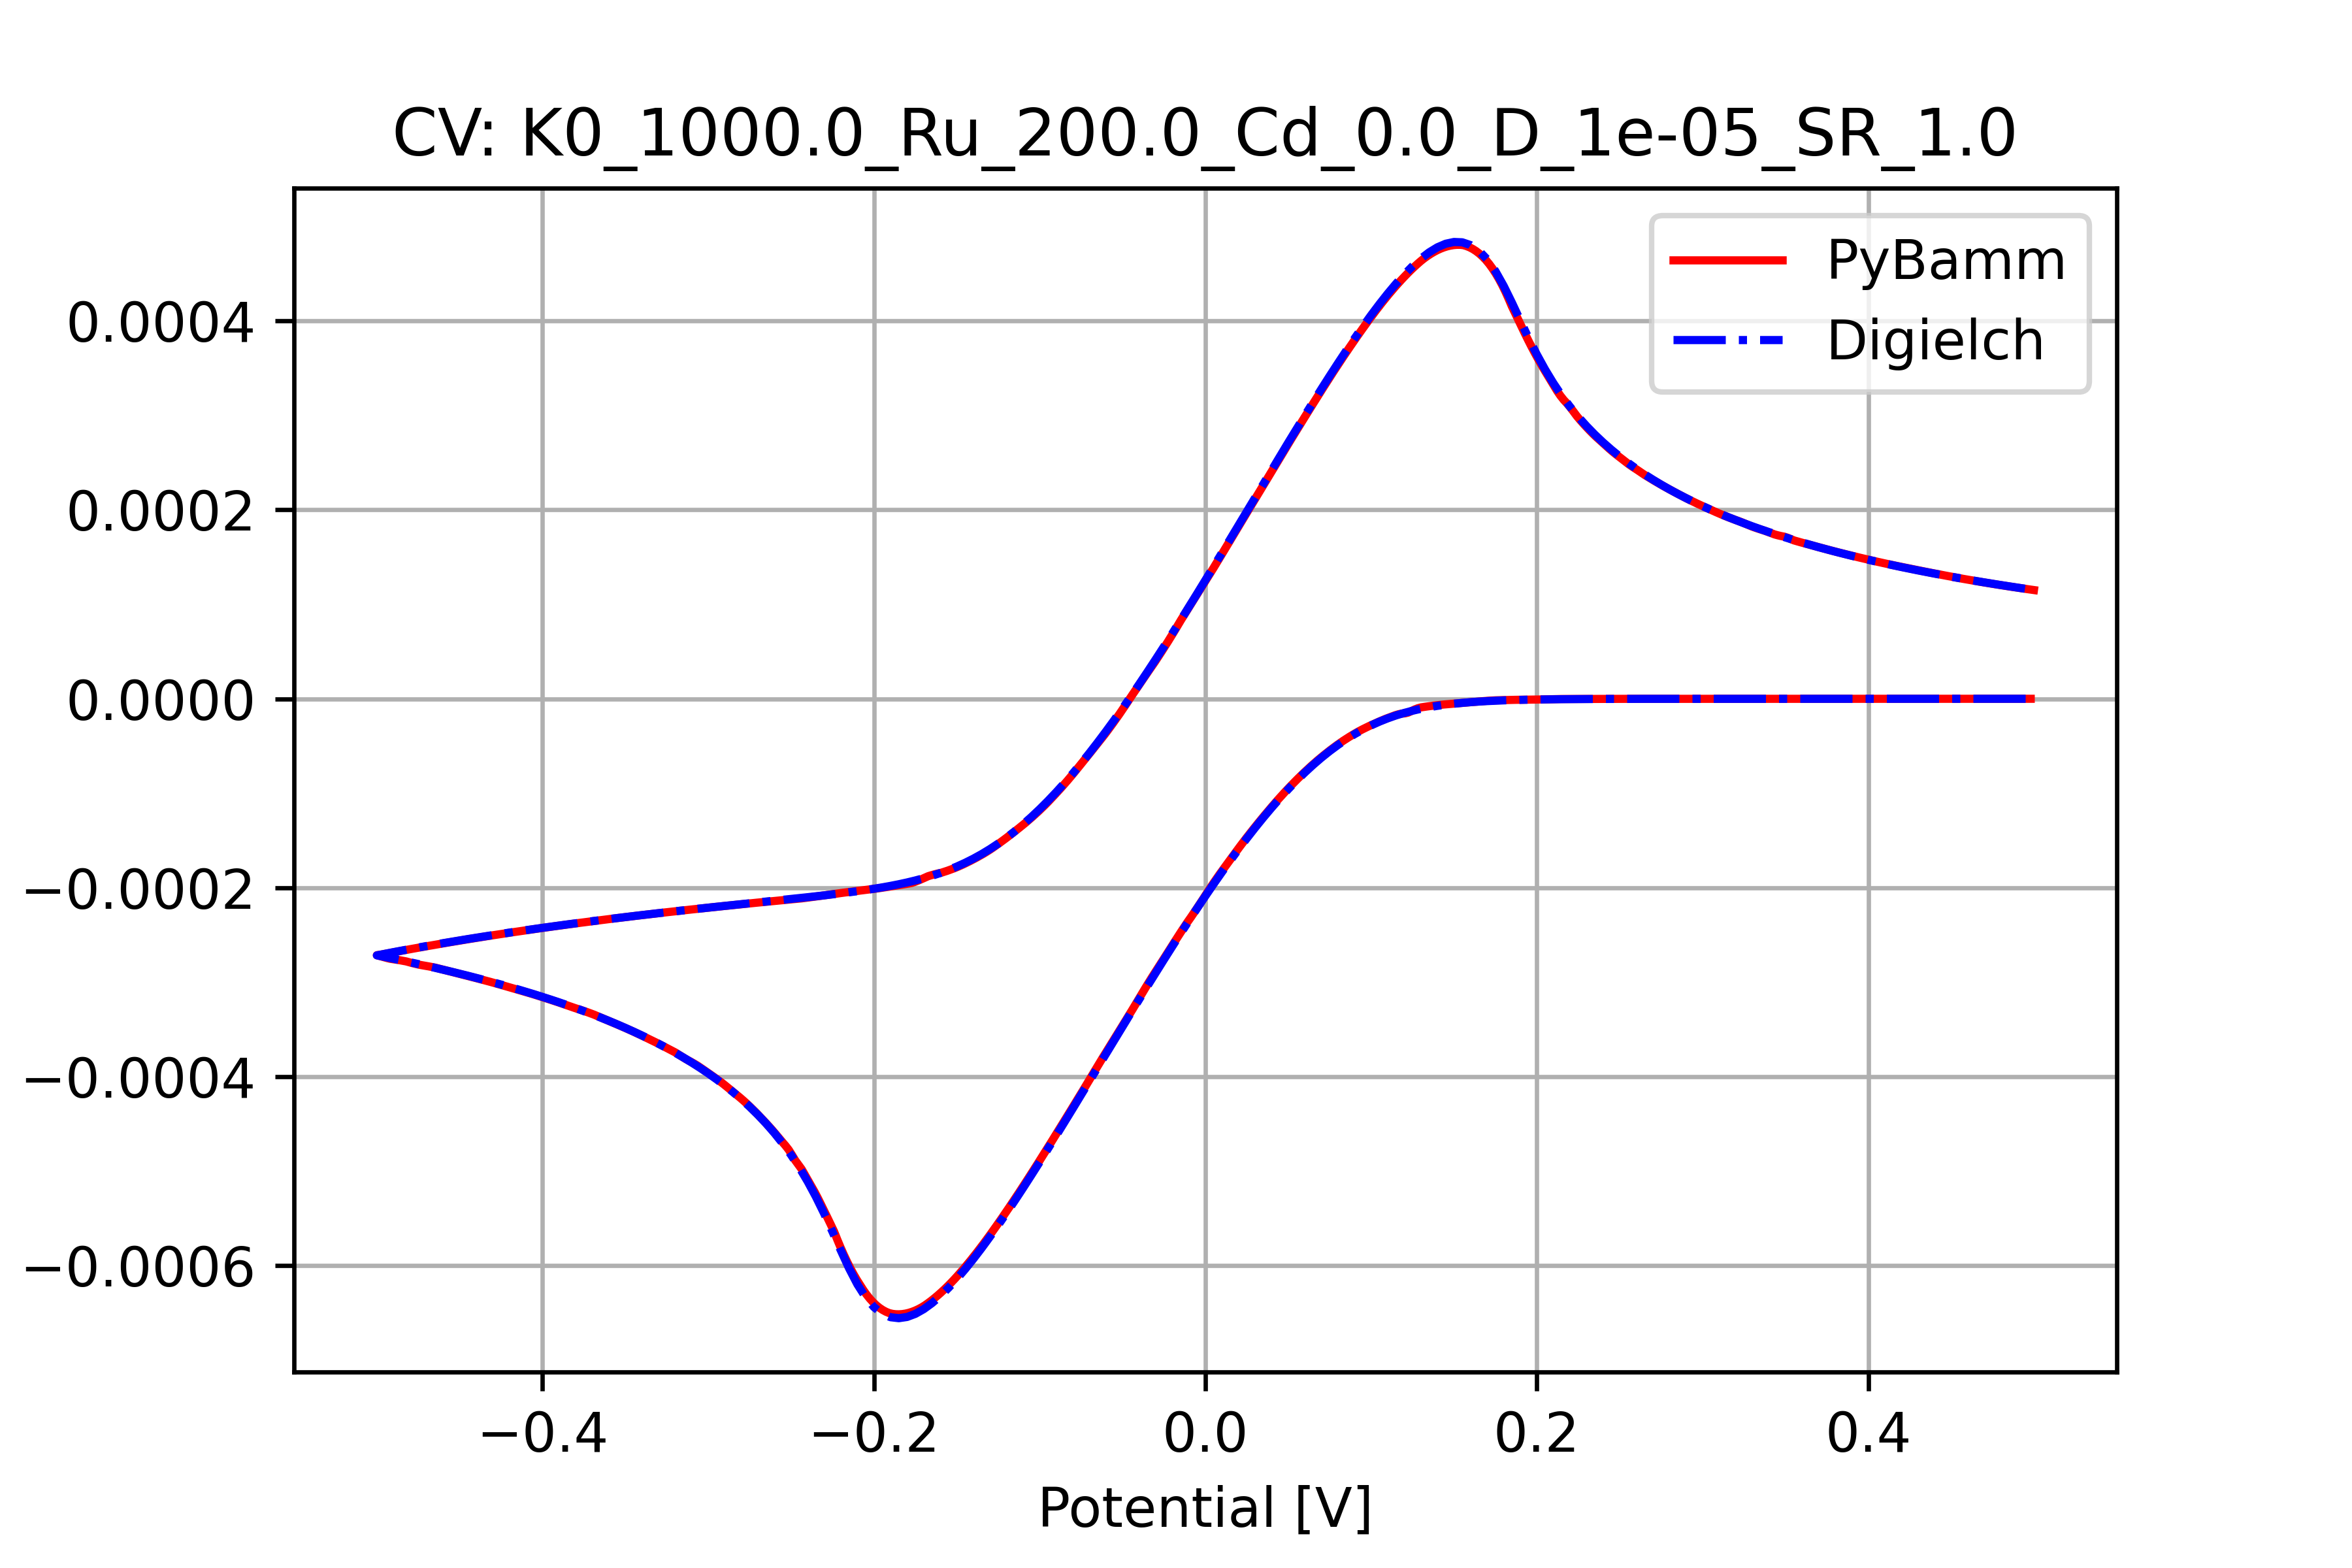 CV: K0_1000.0_Ru_200.0_Cd_0.0_D_1e-05_SR_1.0
PyBamm
Digielch
0.0004
0.0002
0.0000
−0.0002
−0.0004
−0.0006
−0.4 −0.2 0.0 0.2 0.4
Potential [V]